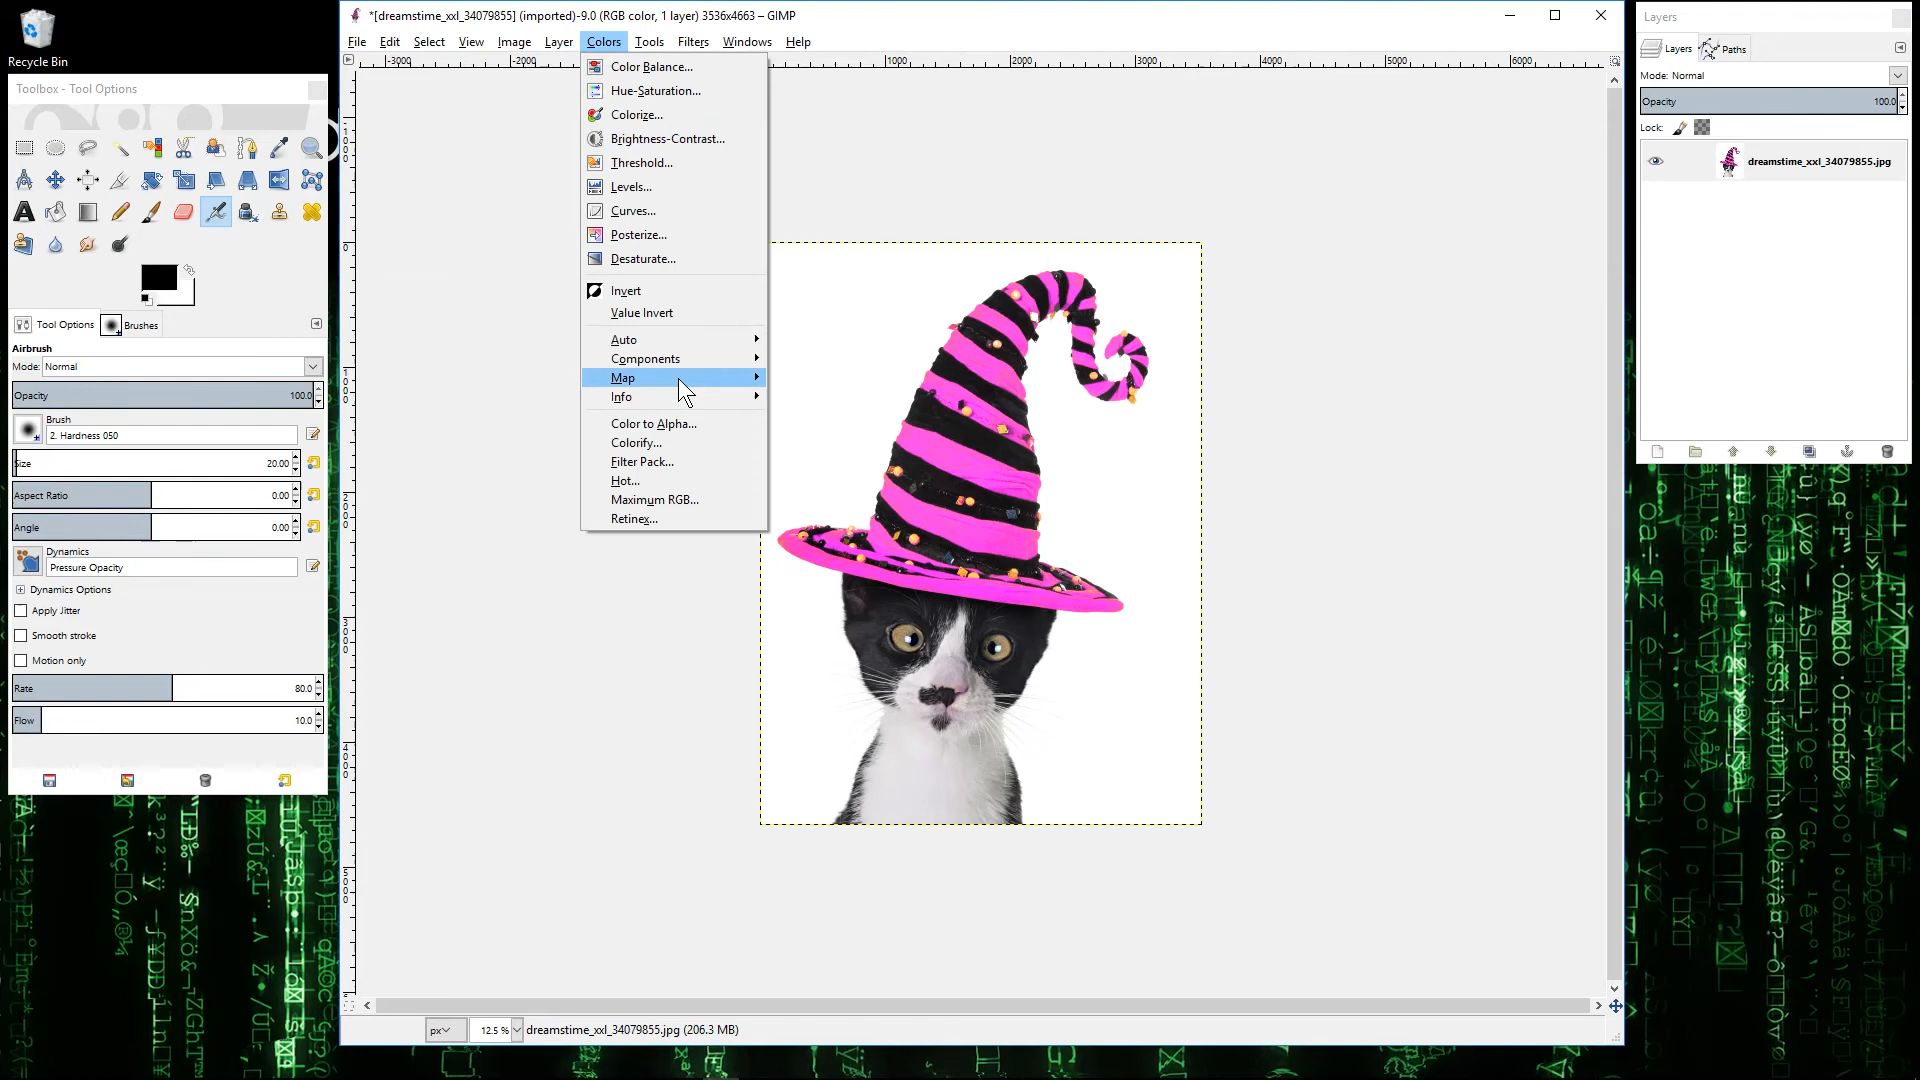 Recycle Bin
Toolbox - Tool Options
Tool Options
Brushes
Airbrush
Mode: Normal
Opacity 100.0
Brush
2. Hardness 050
Size 20.00
Aspect Ratio 0.00
Angle 0.00
Dynamics
Pressure Opacity
Dynamics Options
Apply Jitter
Smooth stroke
Motion only
Rate 80.0
Flow 10.0
*[dreamstime_xxl_34079855] (imported)-9.0 (RGB color, 1 layer) 3536x4663 – GIMP
File Edit Select View Image Layer Colors Tools Filters Windows Help
-3000 -2000 1000 2000 3000 4000 5000 6000
Color Balance...
Hue-Saturation...
Colorize...
Brightness-Contrast...
Threshold...
Levels...
Curves...
Posterize...
Desaturate...
Invert
Value Invert
Auto
Components
Map
Info
Color to Alpha...
Colorify...
Filter Pack...
Hot...
Maximum RGB...
Retinex...
px 12.5 % dreamstime_xxl_34079855.jpg (206.3 MB)
Layers
Layers Paths
Mode: Normal
Opacity 100.0
Lock:
dreamstime_xxl_34079855.jpg